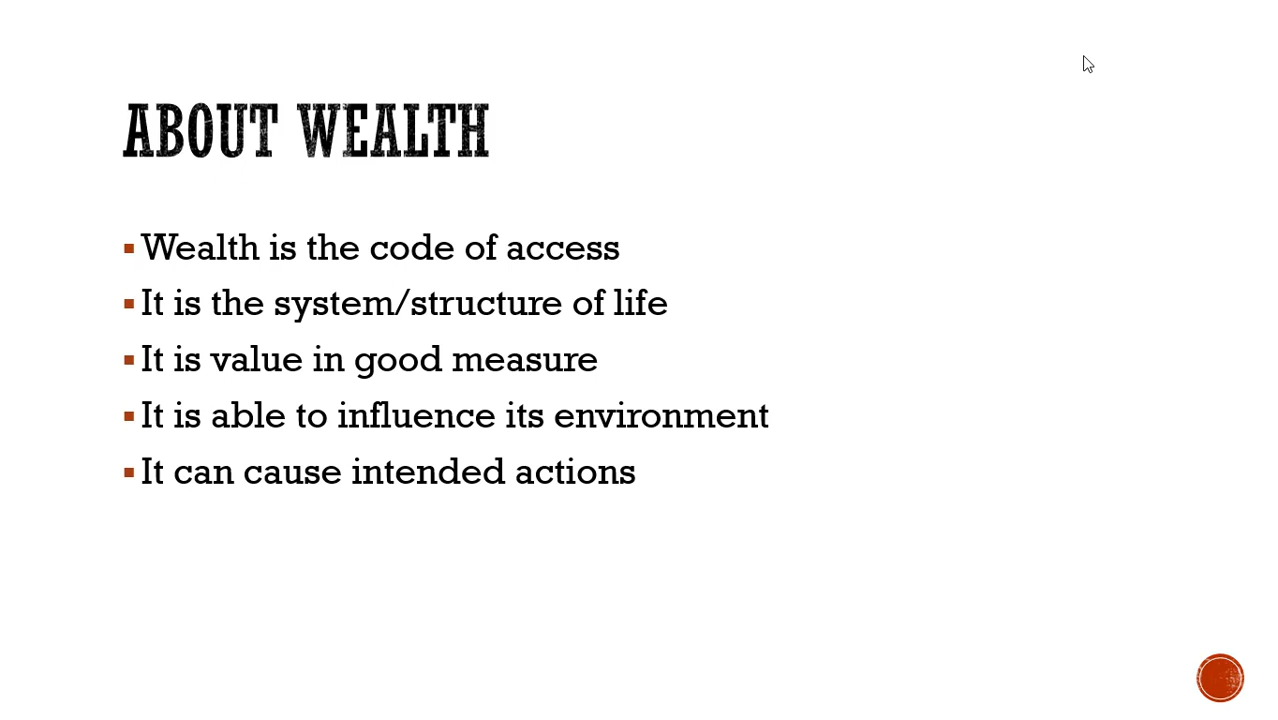 ABOUT WEALTH
Wealth is the code of access
It is the system/structure of life
It is value in good measure
It is able to influence its environment
It can cause intended actions